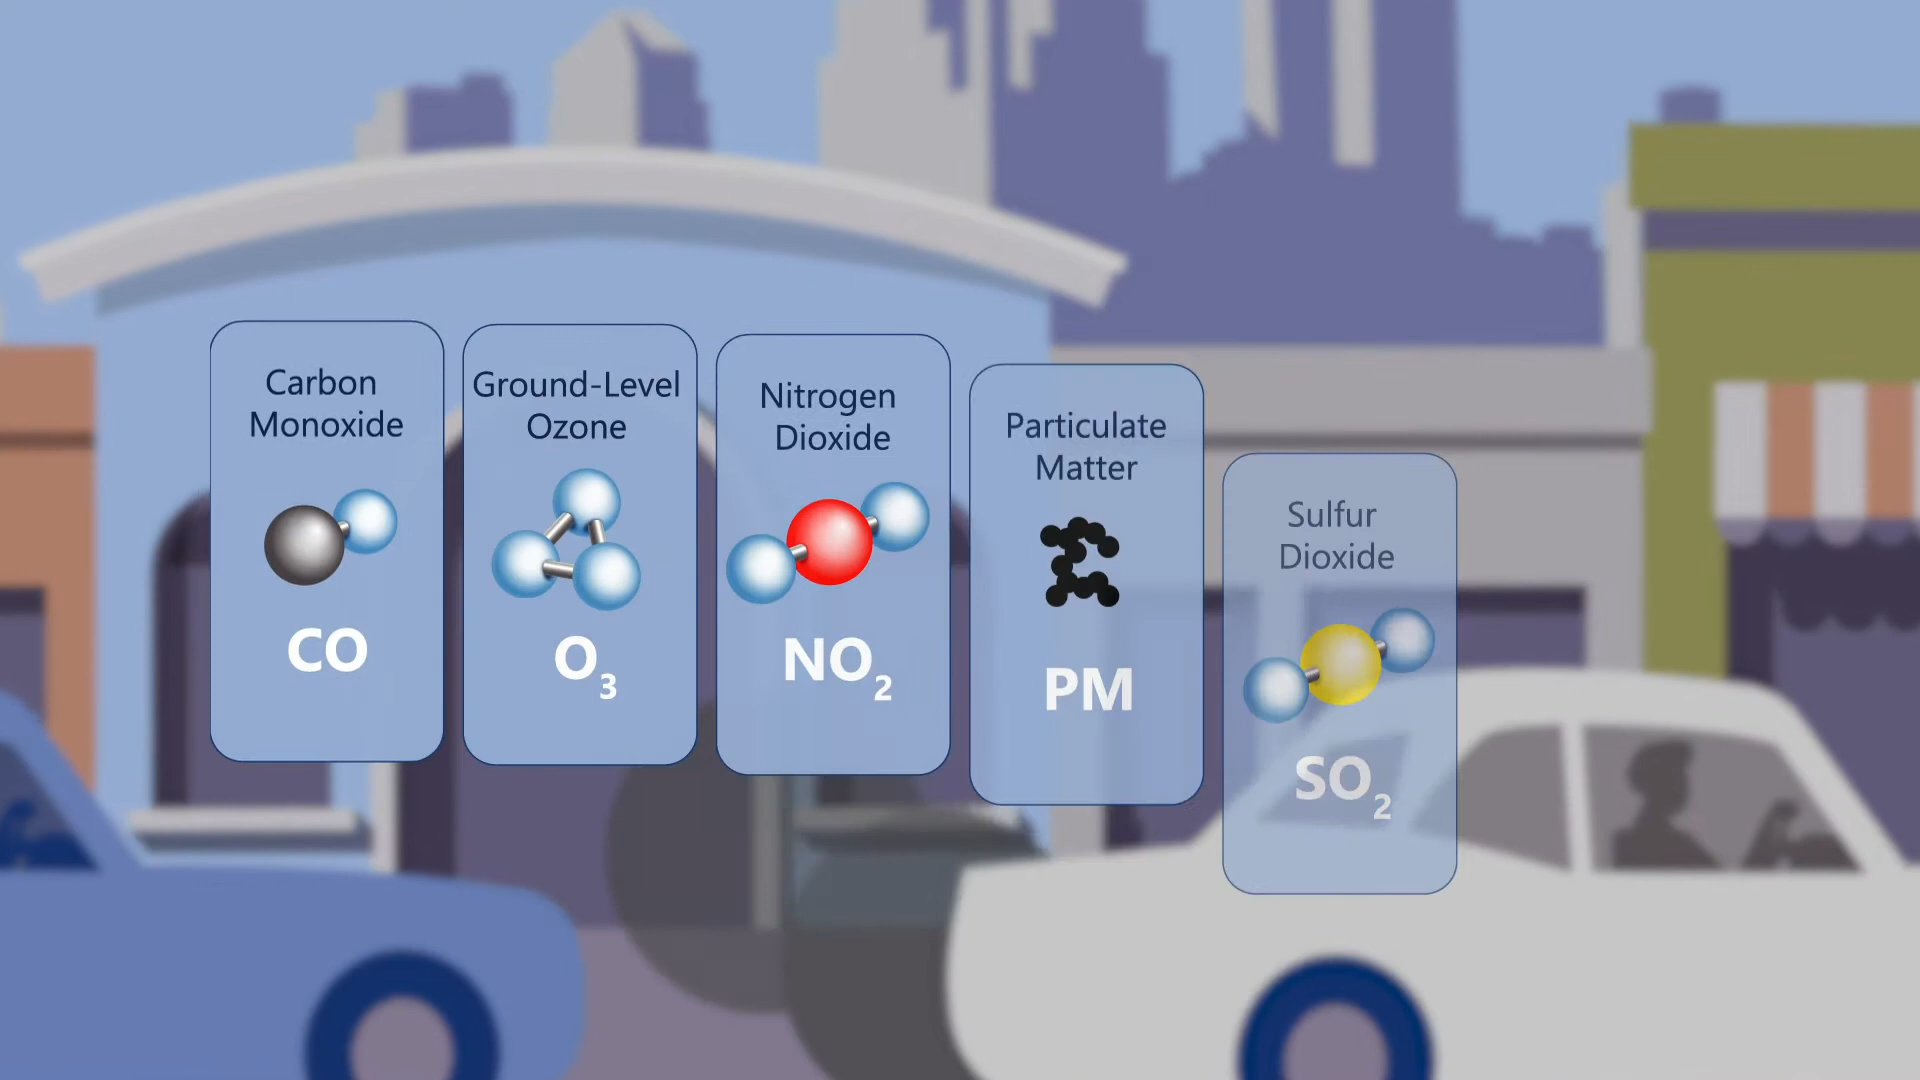 Carbon
Monoxide
CO
Ground-Level
Ozone
O₃
Nitrogen
Dioxide
NO₂
Particulate
Matter
PM
Sulfur
Dioxide
SO₂